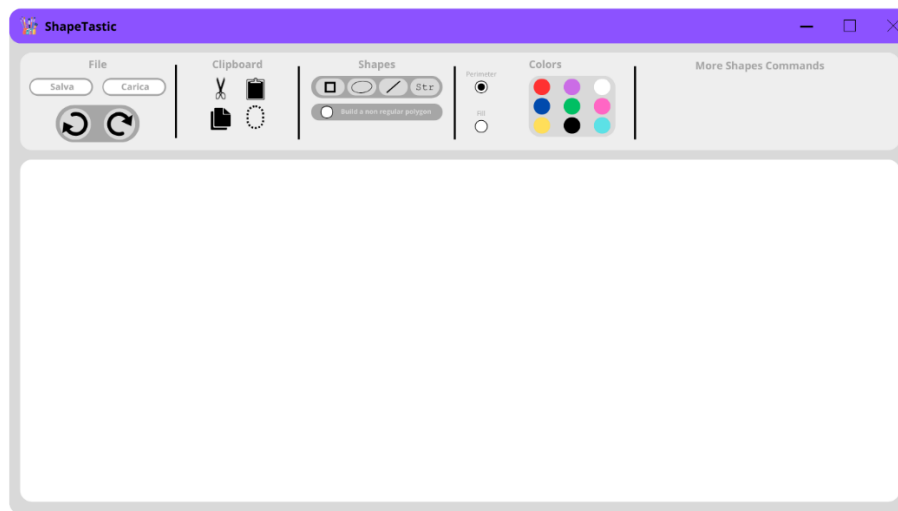 ShapeTastic
File
Clipboard
Shapes
Colors
More Shapes Commands
Salva
Carica
Str
Build a non regular polygon
Perimeter
Fill